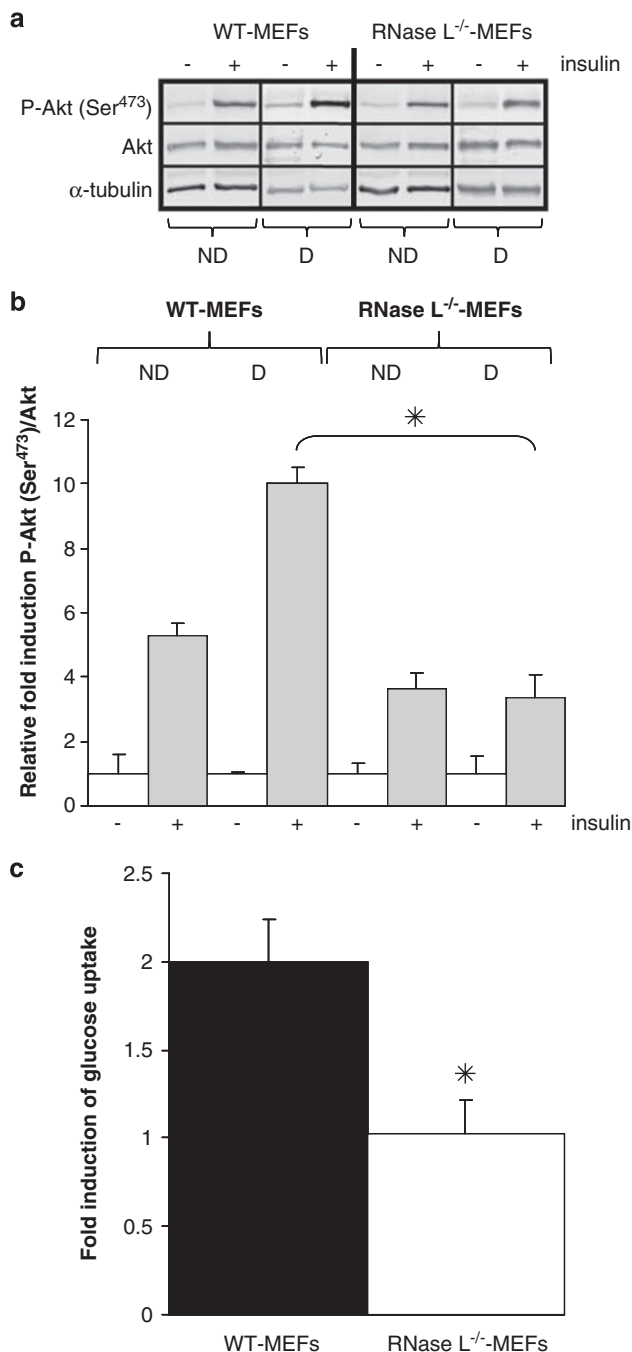 a
WT-MEFs RNase L-/--MEFs
- + - + - + - + insulin
P-Akt (Ser473)
Akt
α-tubulin
ND D ND D
b
WT-MEFs RNase L-/--MEFs
ND D ND D
Relative fold induction P-Akt (Ser473)/Akt
12
10
8
6
4
2
0
- + - + - + - + insulin
c
Fold induction of glucose uptake
2.5
2
1.5
1
0.5
0
WT-MEFs RNase L-/--MEFs